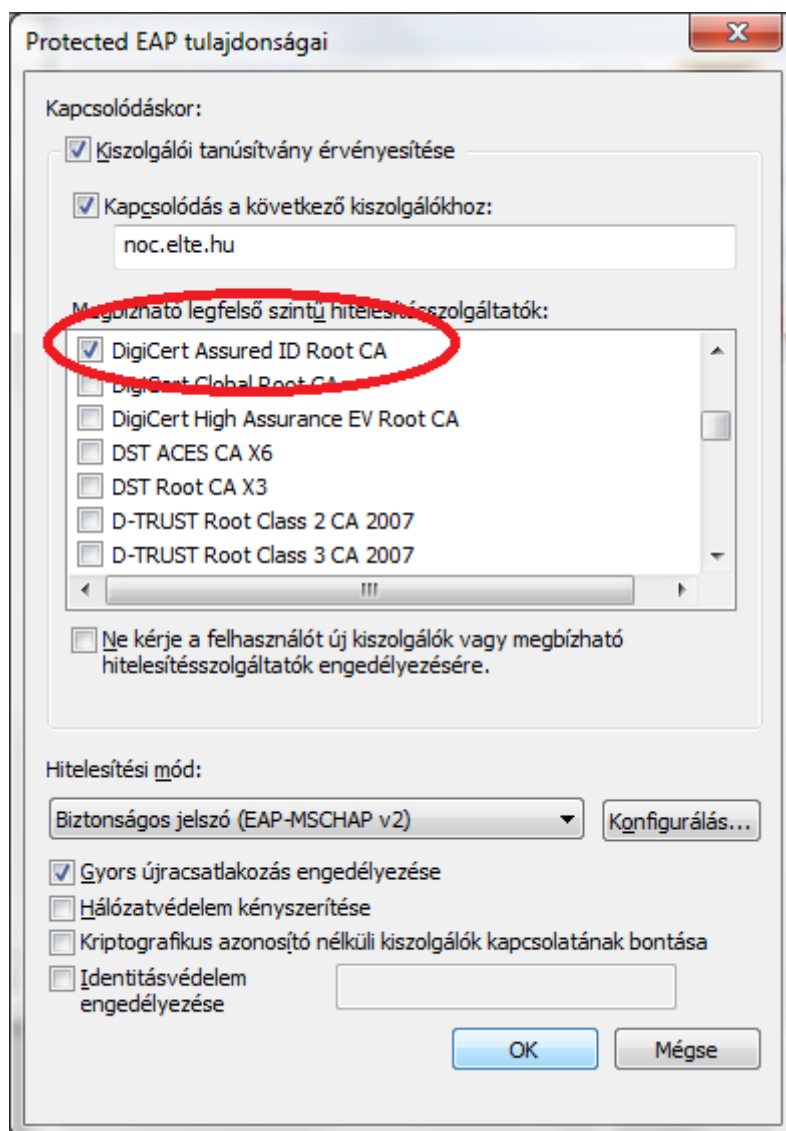 Protected EAP tulajdonságai
Kapcsolódáskor:
Kiszolgálói tanúsítvány érvényesítése
Kapcsolódás a következő kiszolgálókhoz:
noc.elte.hu
Megbízható legfelső szintű hitelesítésszolgáltatók:
DigiCert Assured ID Root CA
DigiCert Global Root CA
DigiCert High Assurance EV Root CA
DST ACES CA X6
DST Root CA X3
D-TRUST Root Class 2 CA 2007
D-TRUST Root Class 3 CA 2007
Ne kérje a felhasználót új kiszolgálók vagy megbízható
hitelesítésszolgáltatók engedélyezésére.
Hitelesítési mód:
Biztonságos jelszó (EAP-MSCHAP v2)
Konfigurálás...
Gyors újracsatlakozás engedélyezése
Hálózatvédelem kényszerítése
Kriptografikus azonosító nélküli kiszolgálók kapcsolatának bontása
Identitásvédelem
engedélyezése
OK
Mégse